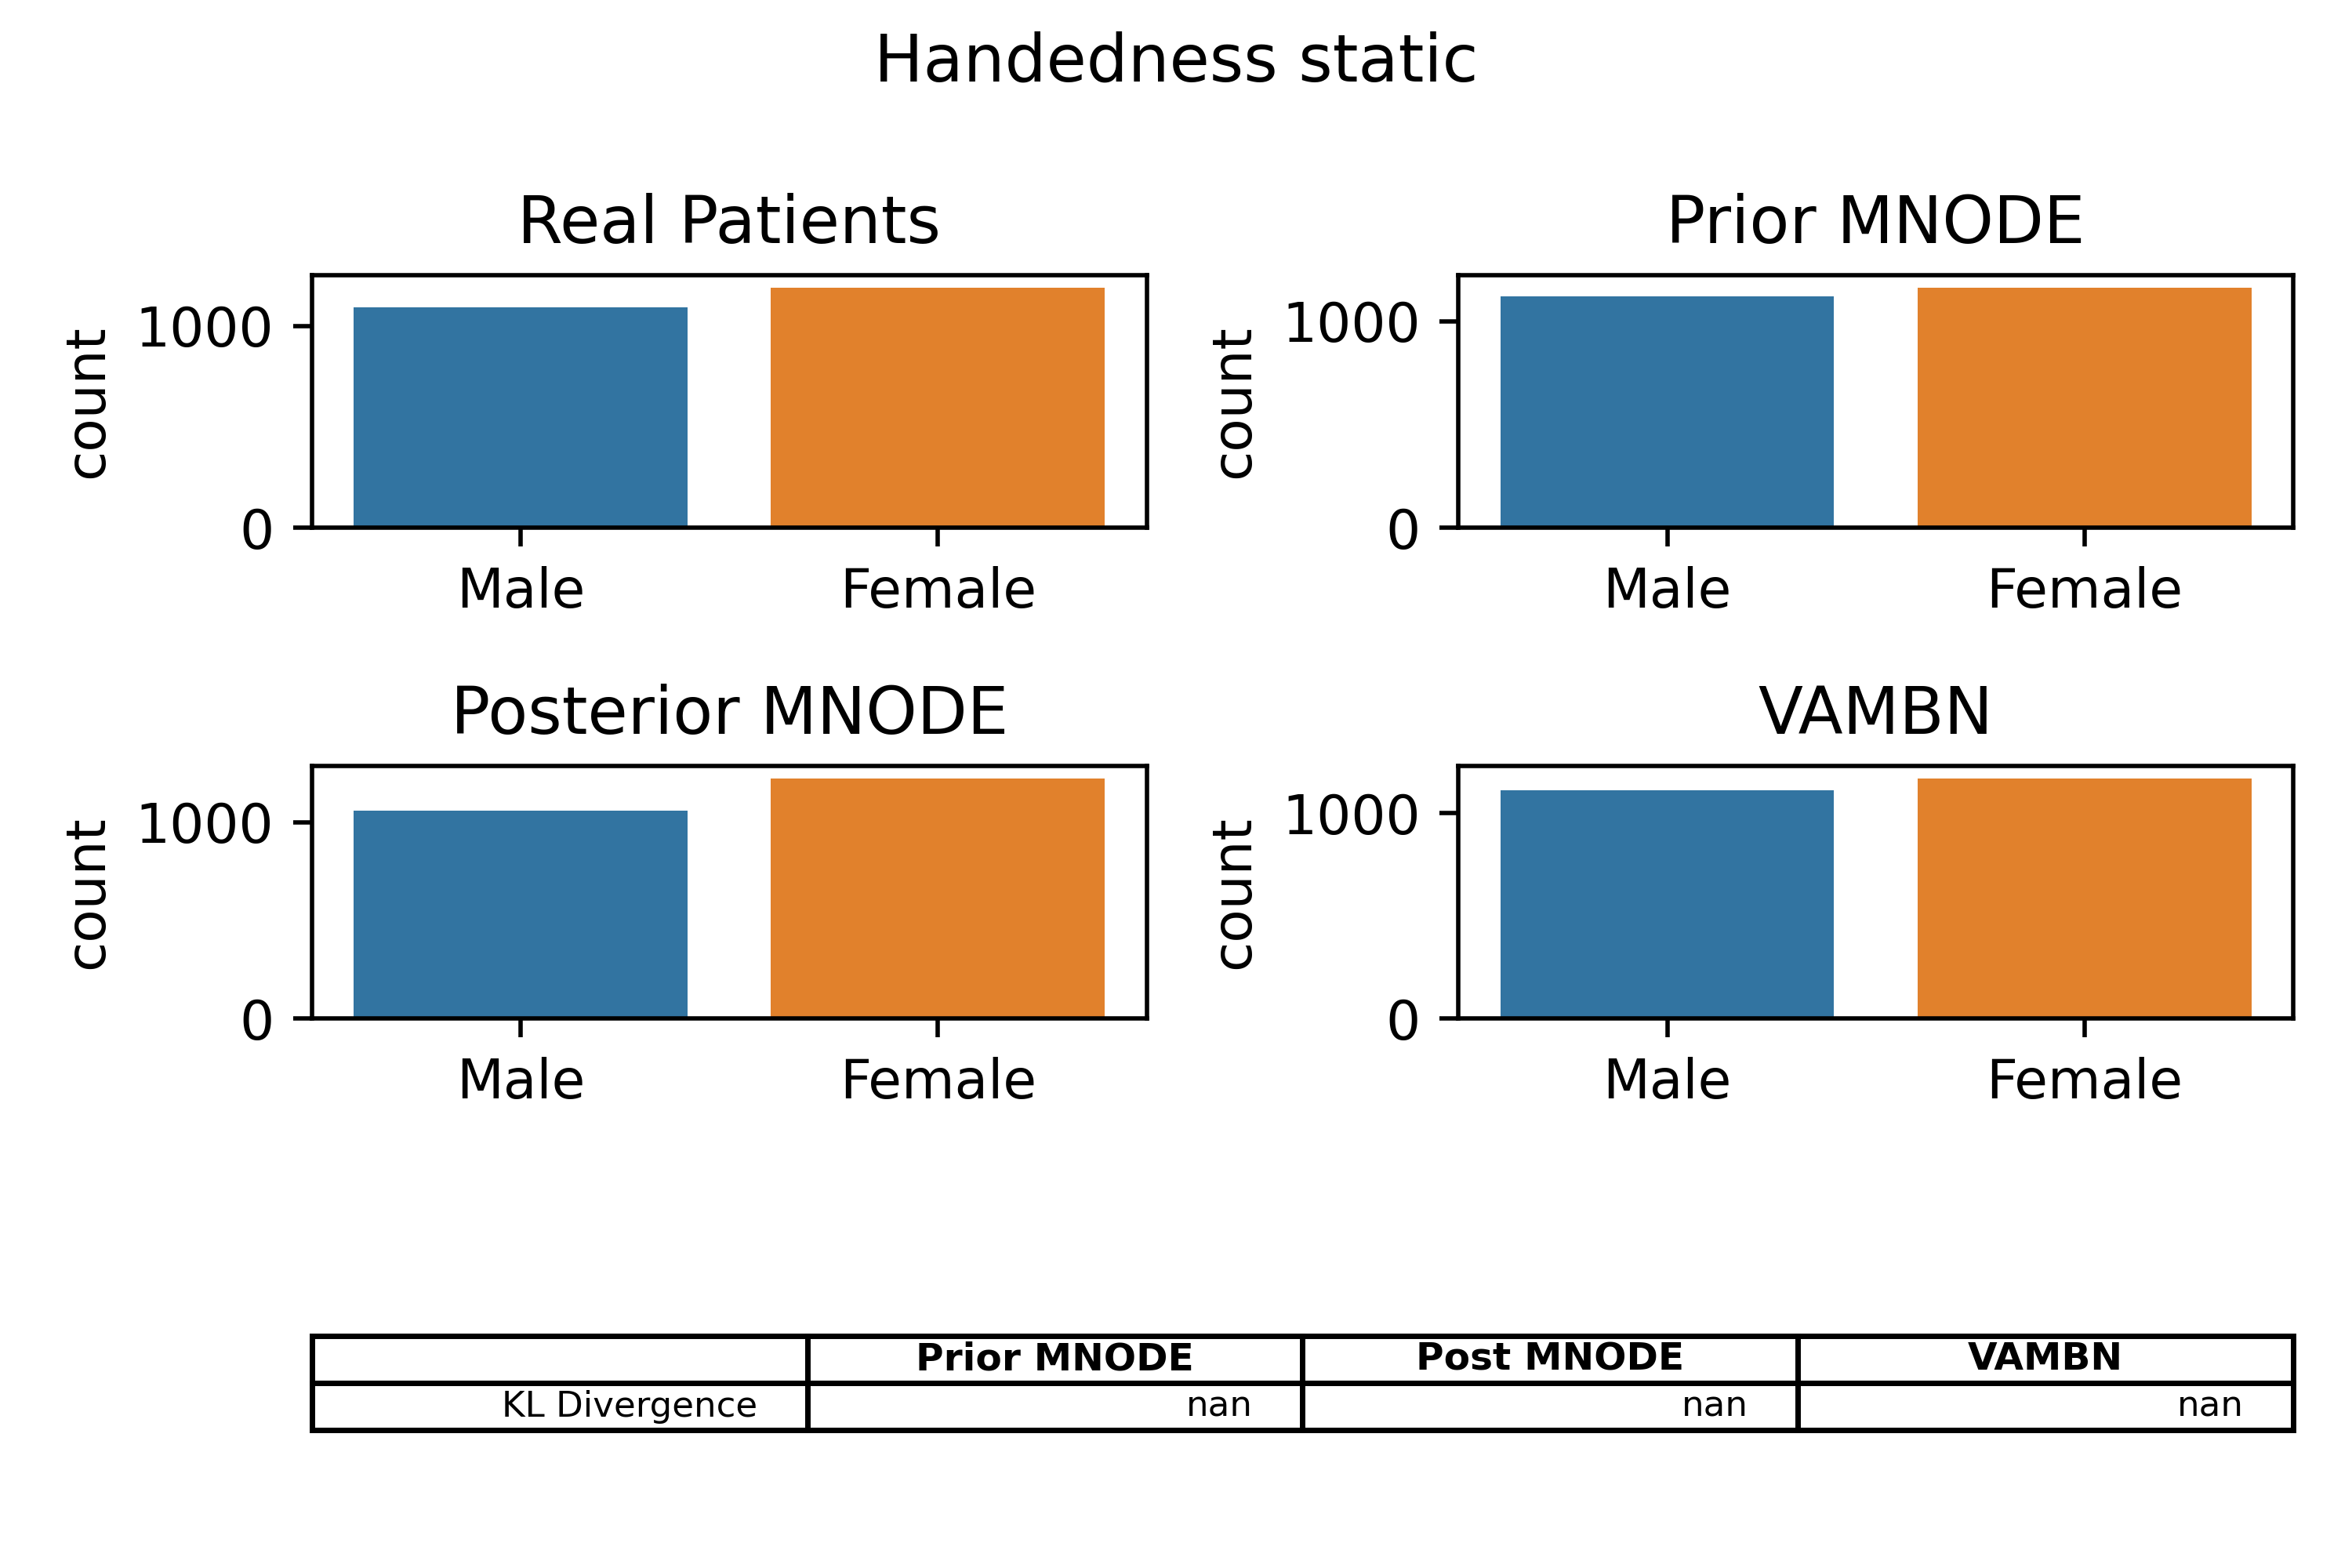 Handedness static
Real Patients
count
1000
0
Male Female
Prior MNODE
count
1000
0
Male Female
Posterior MNODE
count
1000
0
Male Female
VAMBN
count
1000
0
Male Female
Prior MNODE Post MNODE VAMBN
KL Divergence nan nan nan